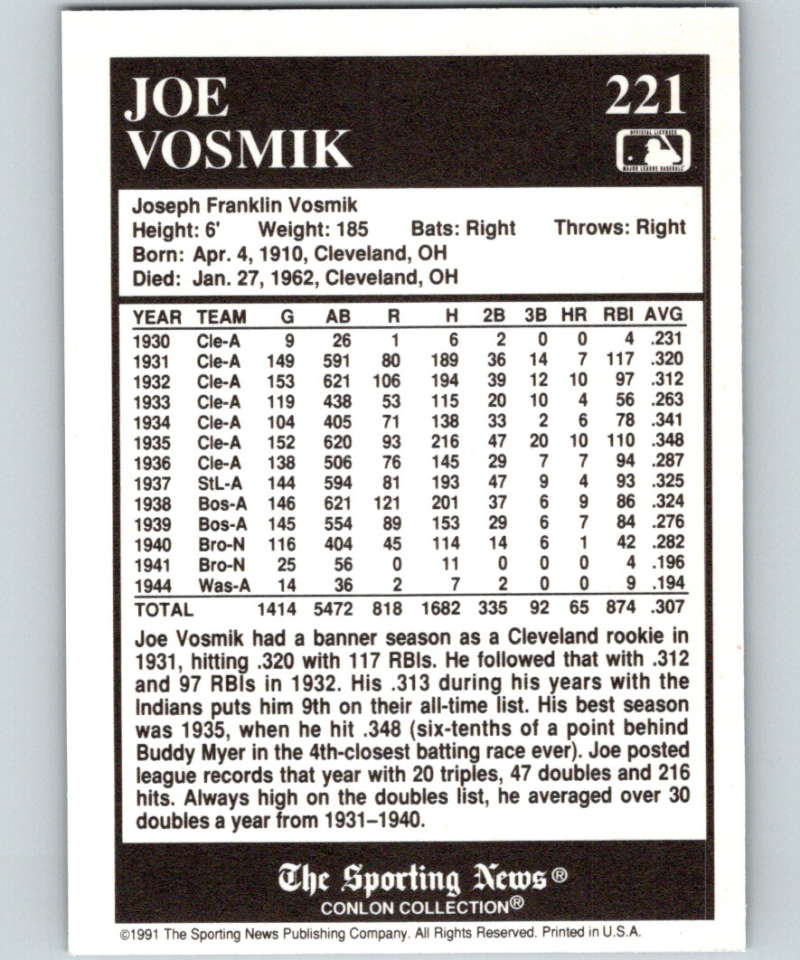 JOE 221
VOSMIK
OFFICIAL LICENSEE
MAJOR LEAGUE BASEBALL
Joseph Franklin Vosmik
Height: 6' Weight: 185 Bats: Right Throws: Right
Born: Apr. 4, 1910, Cleveland, OH
Died: Jan. 27, 1962, Cleveland, OH
YEAR TEAM G AB R H 2B 3B HR RBI AVG
1930 Cle-A 9 26 1 6 2 0 0 4 .231
1931 Cle-A 149 591 80 189 36 14 7 117 .320
1932 Cle-A 153 621 106 194 39 12 10 97 .312
1933 Cle-A 119 438 53 115 20 10 4 56 .263
1934 Cle-A 104 405 71 138 33 2 6 78 .341
1935 Cle-A 152 620 93 216 47 20 10 110 .348
1936 Cle-A 138 506 76 145 29 7 7 94 .287
1937 StL-A 144 594 81 193 47 9 4 93 .325
1938 Bos-A 146 621 121 201 37 6 9 86 .324
1939 Bos-A 145 554 89 153 29 6 7 84 .276
1940 Bro-N 116 404 45 114 14 6 1 42 .282
1941 Bro-N 25 56 0 11 0 0 0 4 .196
1944 Was-A 14 36 2 7 2 0 0 9 .194
TOTAL 1414 5472 818 1682 335 92 65 874 .307
Joe Vosmik had a banner season as a Cleveland rookie in
1931, hitting .320 with 117 RBIs. He followed that with .312
and 97 RBIs in 1932. His .313 during his years with the
Indians puts him 9th on their all-time list. His best season
was 1935, when he hit .348 (six-tenths of a point behind
Buddy Myer in the 4th-closest batting race ever). Joe posted
league records that year with 20 triples, 47 doubles and 216
hits. Always high on the doubles list, he averaged over 30
doubles a year from 1931–1940.
The Sporting News®
CONLON COLLECTION®
©1991 The Sporting News Publishing Company. All Rights Reserved. Printed in U.S.A.